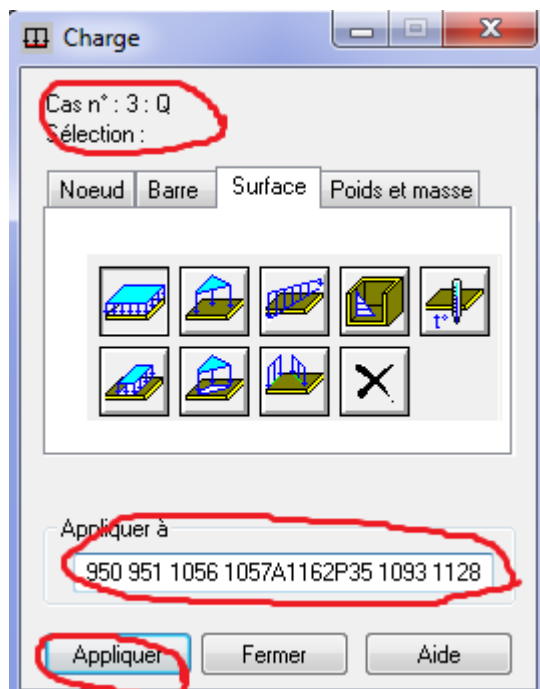 Charge
Cas n° : 3 : Q
Sélection :
Noeud Barre Surface Poids et masse
t°
Appliquer à
950 951 1056 1057A1162P35 1093 1128
Appliquer Fermer Aide